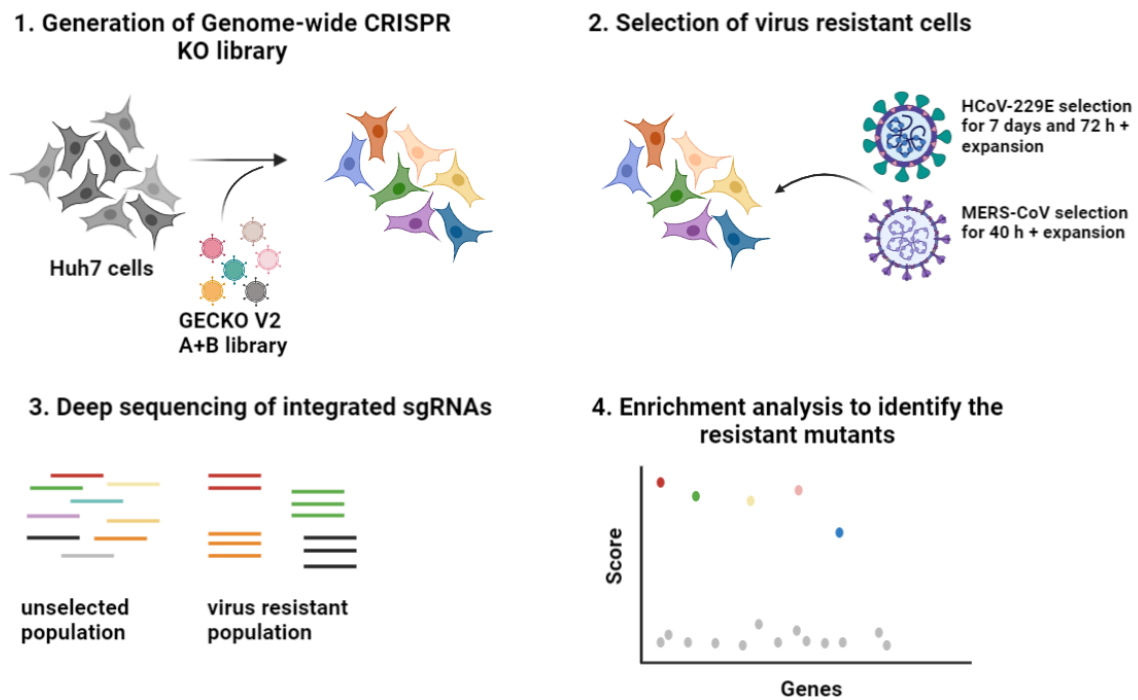 1. Generation of Genome-wide CRISPR
KO library
Huh7 cells
GECKO V2
A+B library
2. Selection of virus resistant cells
HCoV-229E selection
for 7 days and 72 h +
expansion
MERS-CoV selection
for 40 h + expansion
3. Deep sequencing of integrated sgRNAs
unselected
population
virus resistant
population
4. Enrichment analysis to identify the
resistant mutants
Score
Genes